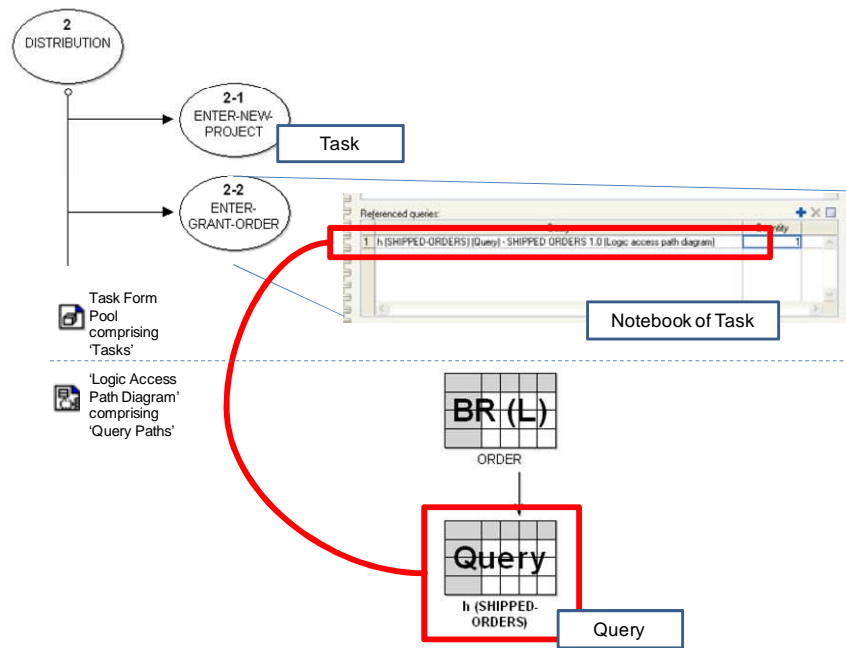 2
DISTRIBUTION
2-1
ENTER-NEW-
PROJECT
Task
2-2
ENTER-
GRANT-ORDER
Referenced queries:
1 h (SHIPPED-ORDERS) (Query) - SHIPPED ORDERS 1.0 (Logic access path diagram) 1
Notebook of Task
Task Form
Pool
comprising
'Tasks'
'Logic Access
Path Diagram'
comprising
'Query Paths'
BR (L)
ORDER
Query
h (SHIPPED-
ORDERS)
Query